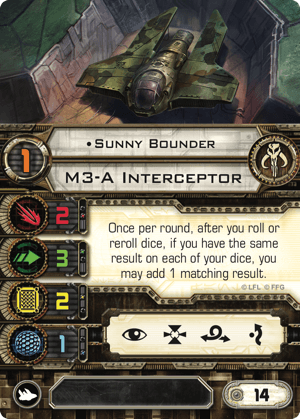 •Sunny Bounder
1
M3-A Interceptor
2
3
2
1
Once per round, after you roll or
reroll dice, if you have the same
result on each of your dice, you
may add 1 matching result.
© LFL © FFG
14